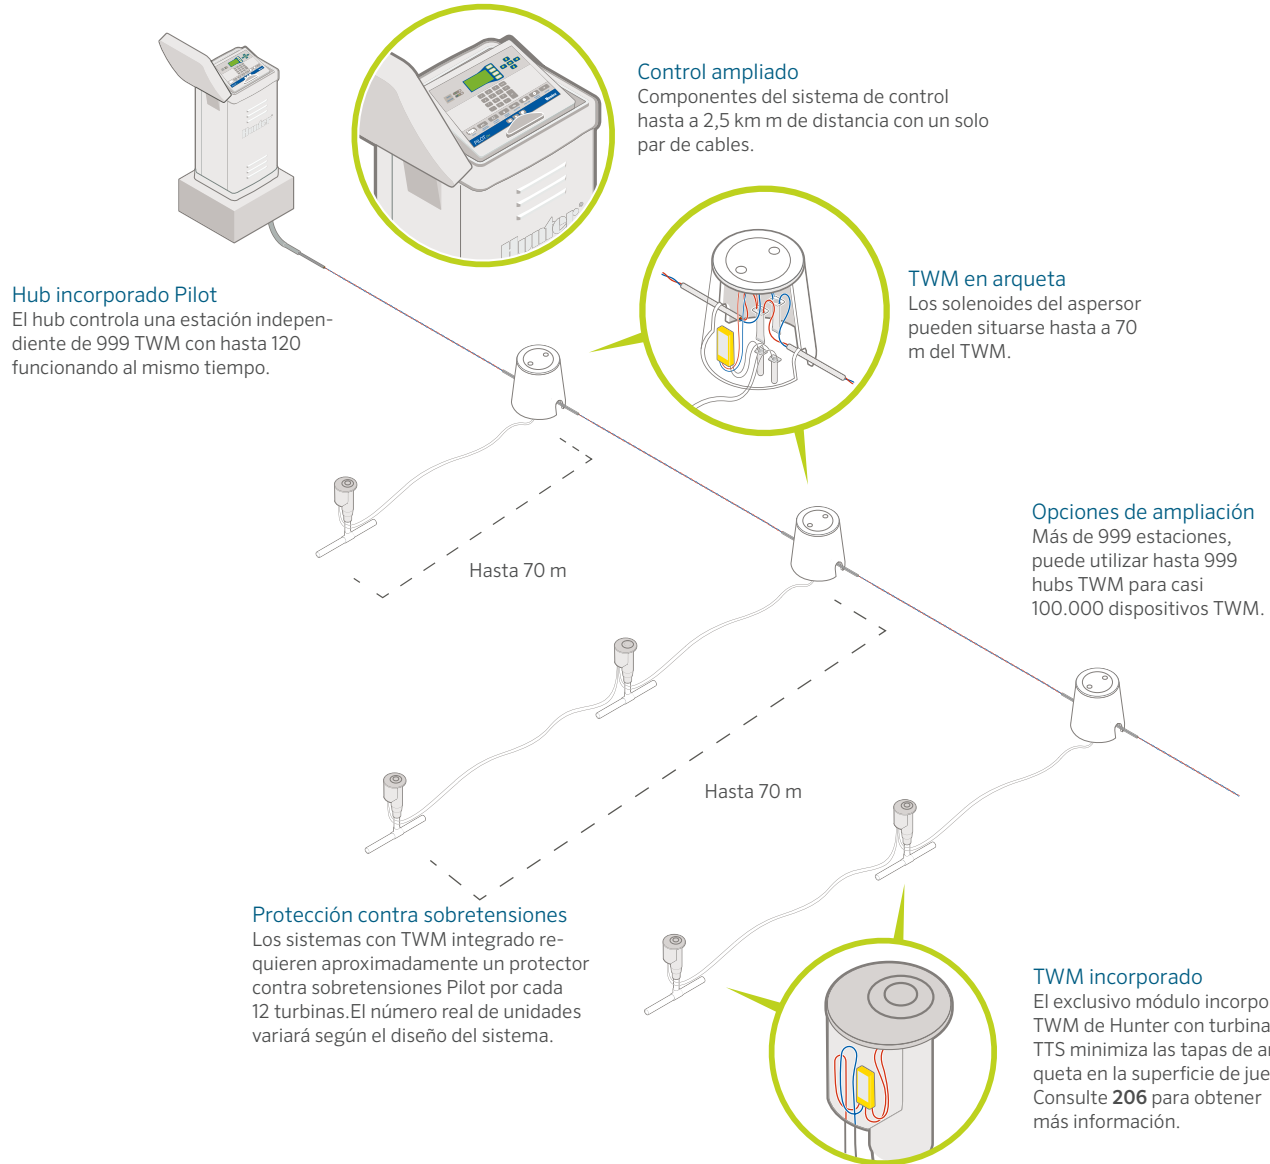 Control ampliado
Componentes del sistema de control
hasta a 2,5 km m de distancia con un solo
par de cables.
TWM en arqueta
Los solenoides del aspersor
pueden situarse hasta a 70
m del TWM.
Hub incorporado Pilot
El hub controla una estación indepen-
diente de 999 TWM con hasta 120
funcionando al mismo tiempo.
Opciones de ampliación
Más de 999 estaciones,
puede utilizar hasta 999
hubs TWM para casi
100.000 dispositivos TWM.
Hasta 70 m
Hasta 70 m
Protección contra sobretensiones
Los sistemas con TWM integrado re-
quieren aproximadamente un protector
contra sobretensiones Pilot por cada
12 turbinas.El número real de unidades
variará según el diseño del sistema.
TWM incorporado
El exclusivo módulo incorpo
TWM de Hunter con turbina
TTS minimiza las tapas de ar
queta en la superficie de jue
Consulte 206 para obtener
más información.
Hunter
PILOT
Hunter